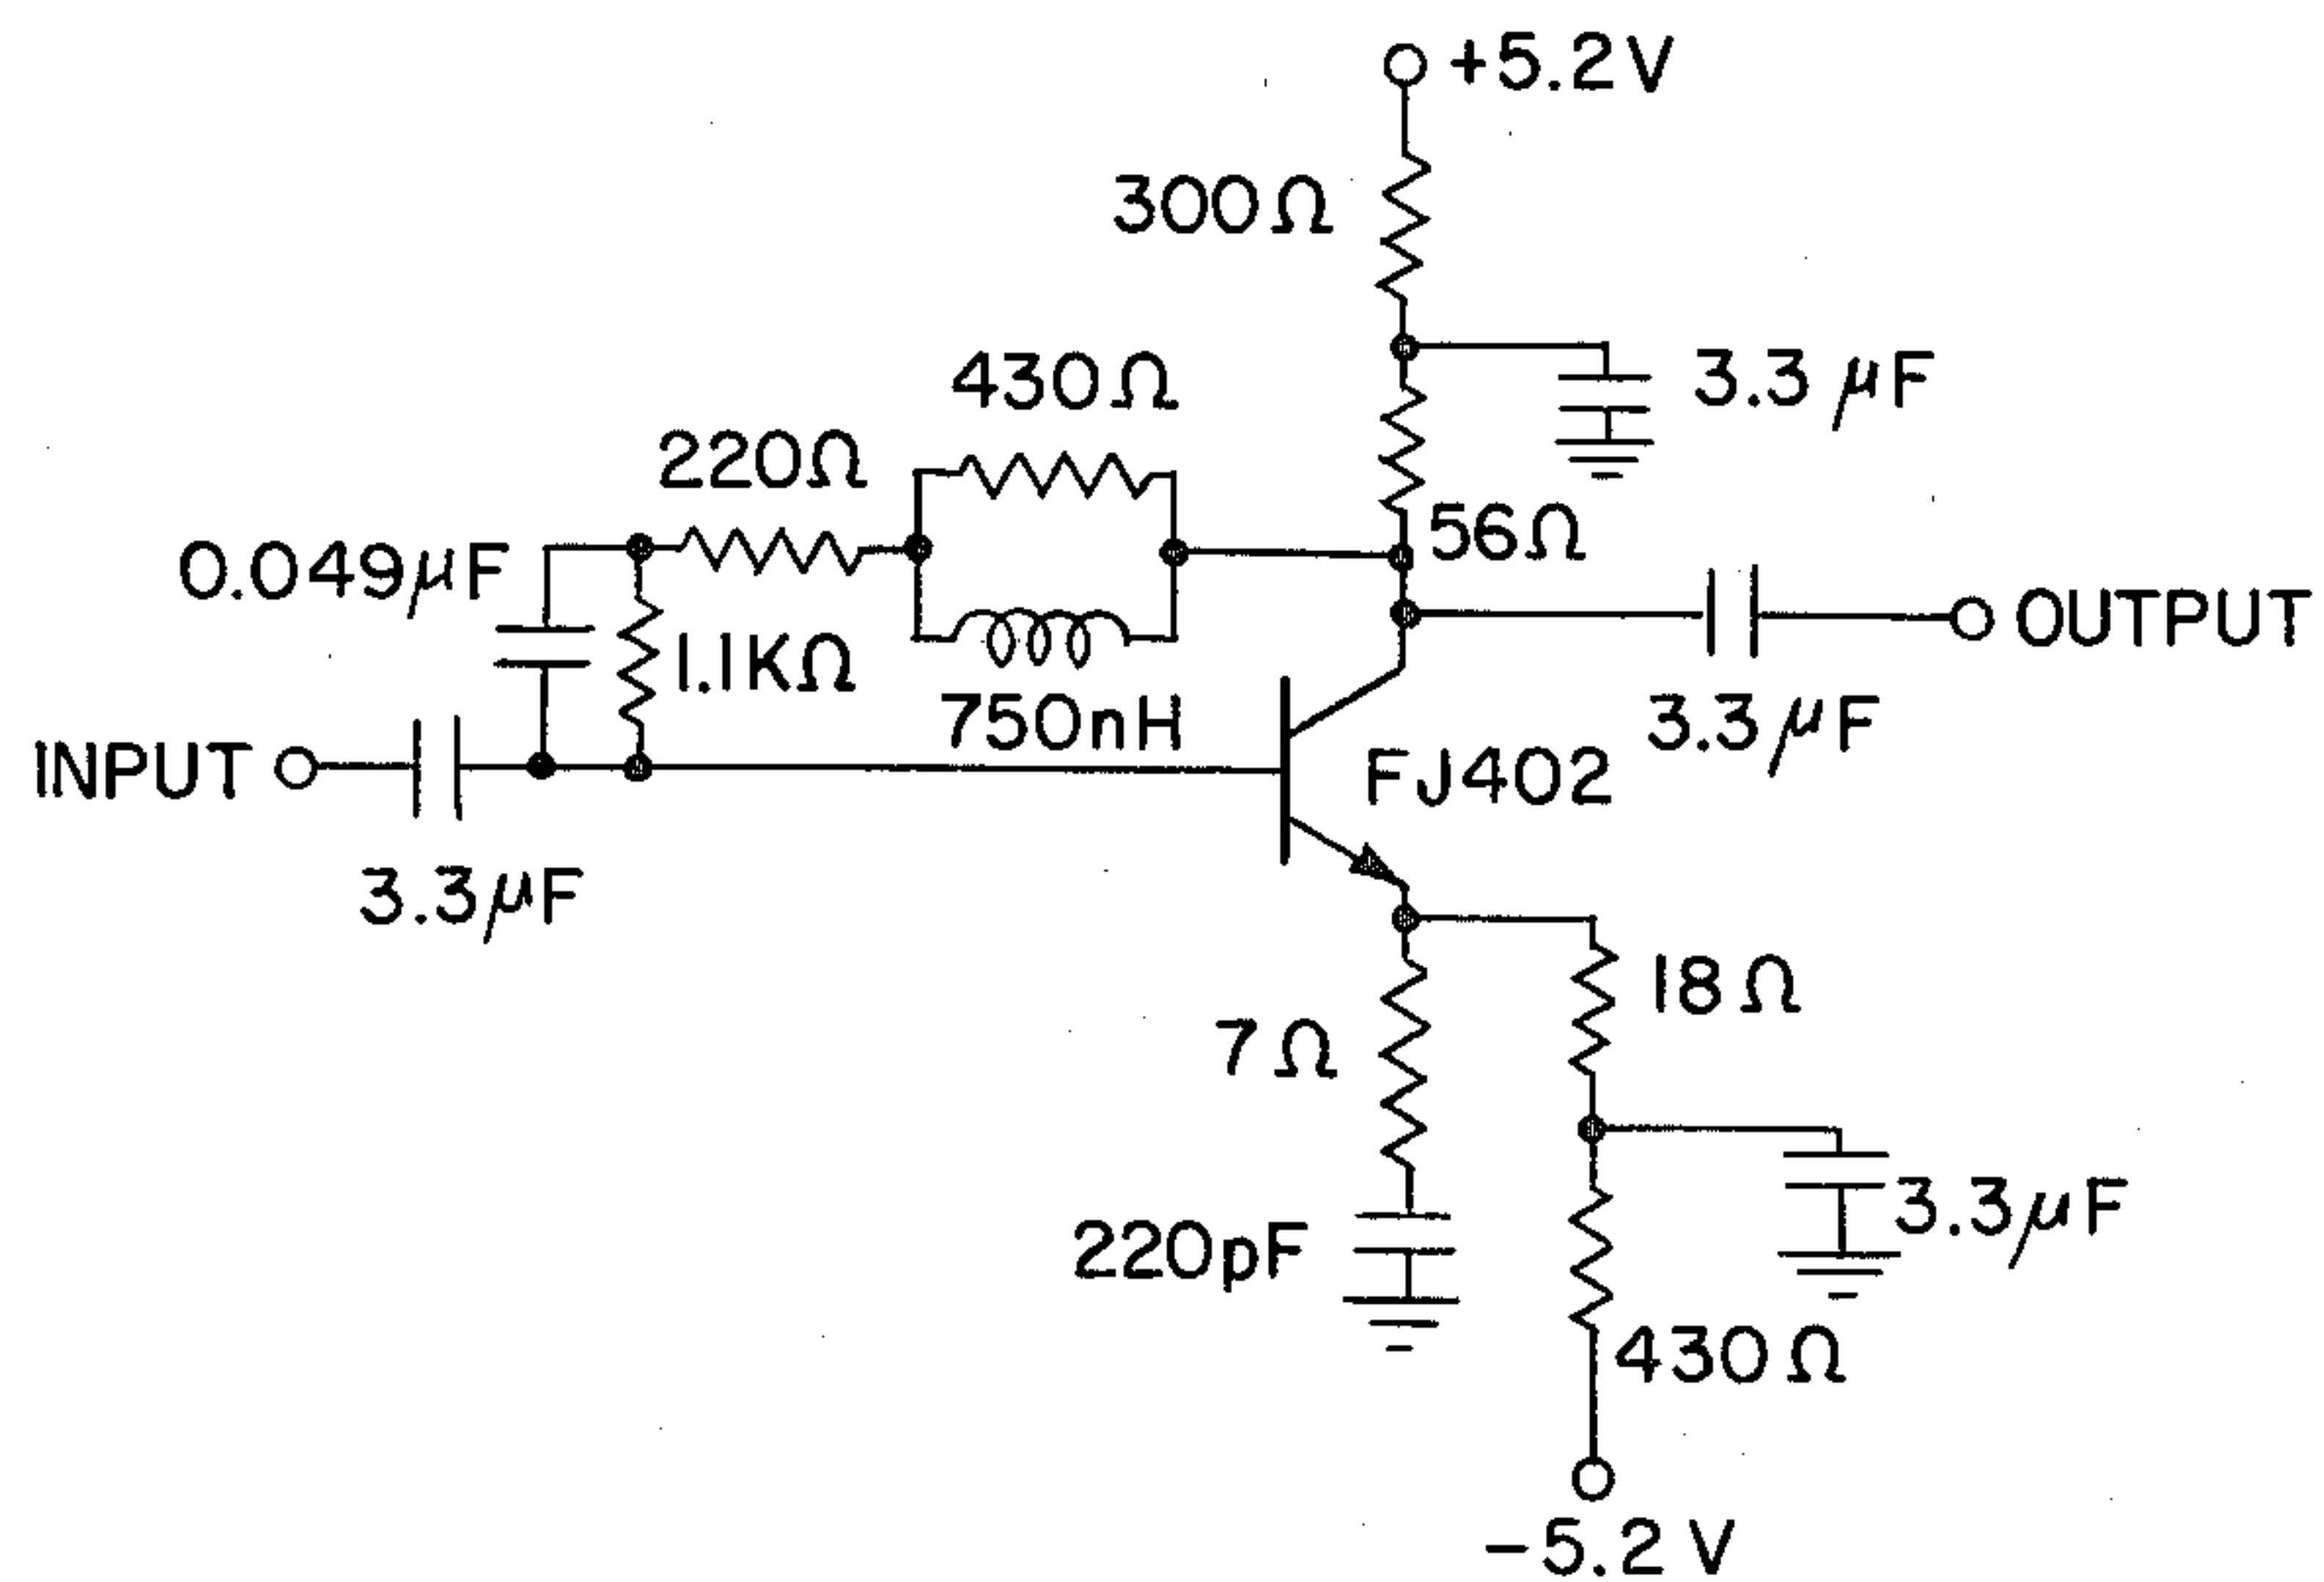 +5.2V
300Ω
3.3μF
430Ω
220Ω
56Ω
0.049μF
1.1KΩ
OUTPUT
750nH
3.3μF
INPUT
FJ402
3.3μF
18Ω
7Ω
3.3μF
220pF
430Ω
-5.2V